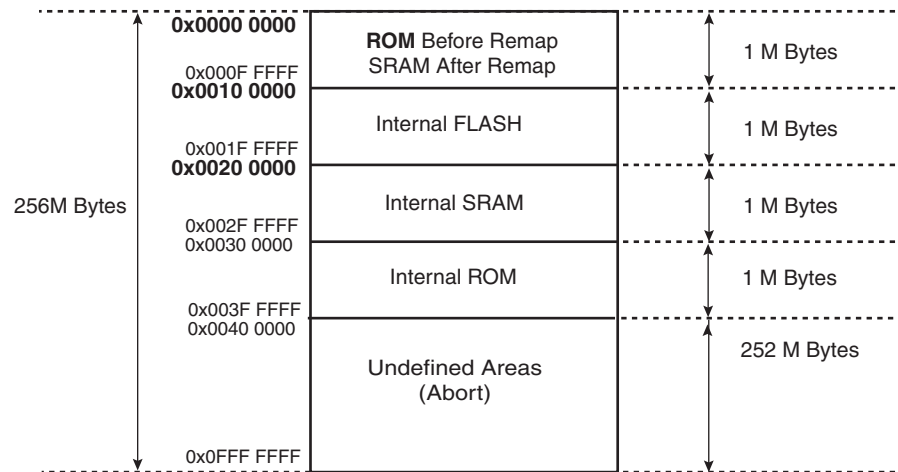 0x0000 0000
ROM Before Remap
SRAM After Remap
1 M Bytes
0x000F FFFF
0x0010 0000
Internal FLASH
1 M Bytes
0x001F FFFF
0x0020 0000
256M Bytes
Internal SRAM
1 M Bytes
0x002F FFFF
0x0030 0000
Internal ROM
1 M Bytes
0x003F FFFF
0x0040 0000
252 M Bytes
Undefined Areas
(Abort)
0x0FFF FFFF